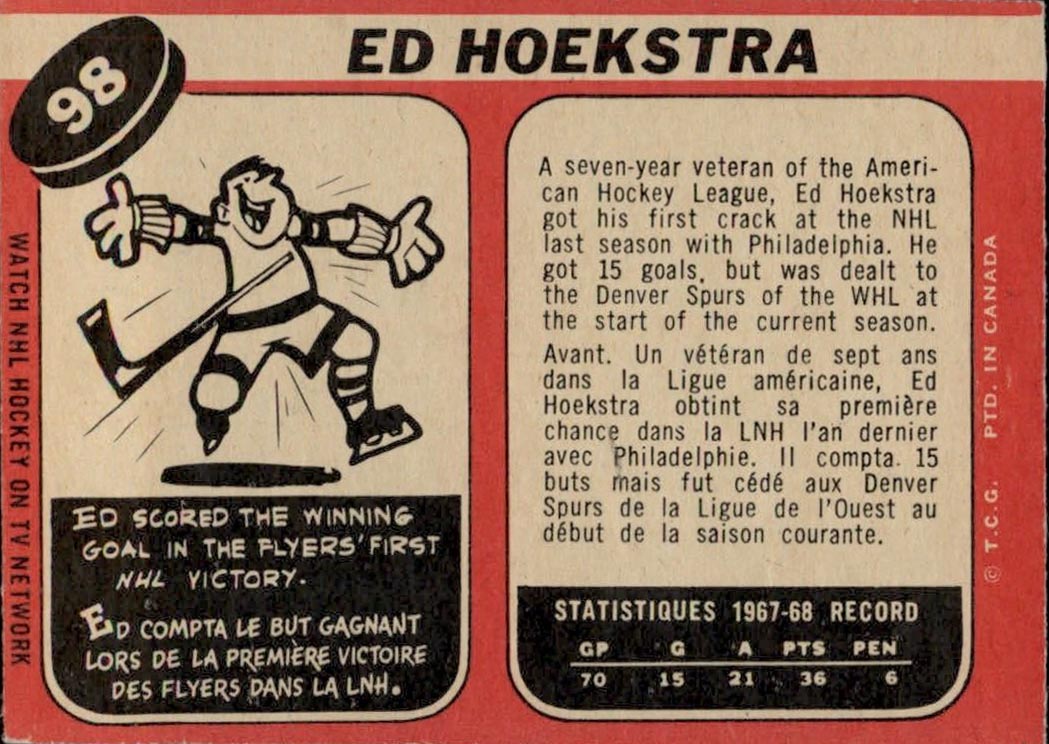 ED HOEKSTRA
98
WATCH NHL HOCKEY ON TV NETWORK
ED SCORED THE WINNING
GOAL IN THE FLYERS' FIRST
NHL VICTORY.
ED COMPTA LE BUT GAGNANT
LORS DE LA PREMIÈRE VICTOIRE
DES FLYERS DANS LA LNH.
A seven-year veteran of the Ameri-
can Hockey League, Ed Hoekstra
got his first crack at the NHL
last season with Philadelphia. He
got 15 goals, but was dealt to
the Denver Spurs of the WHL at
the start of the current season.
Avant. Un vétéran de sept ans
dans la Ligue américaine, Ed
Hoekstra obtint sa première
chance dans la LNH l'an dernier
avec Philadelphie. Il compta 15
buts mais fut cédé aux Denver
Spurs de la Ligue de l'Ouest au
début de la saison courante.
STATISTIQUES 1967-68 RECORD
GP G A PTS PEN
70 15 21 36 6
© T.C.G. PTD. IN CANADA